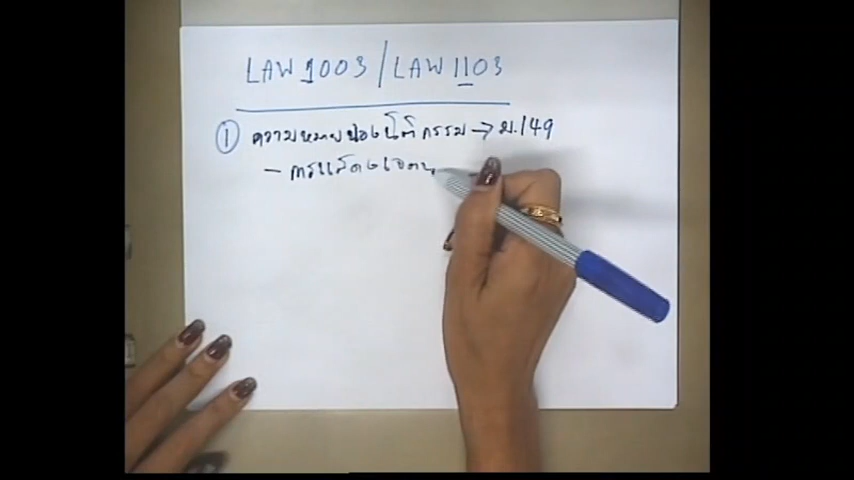 LAW 1003 / LAW 1103
① ความหมายของนิติกรรม → ม.149
- การแสดงเจตน